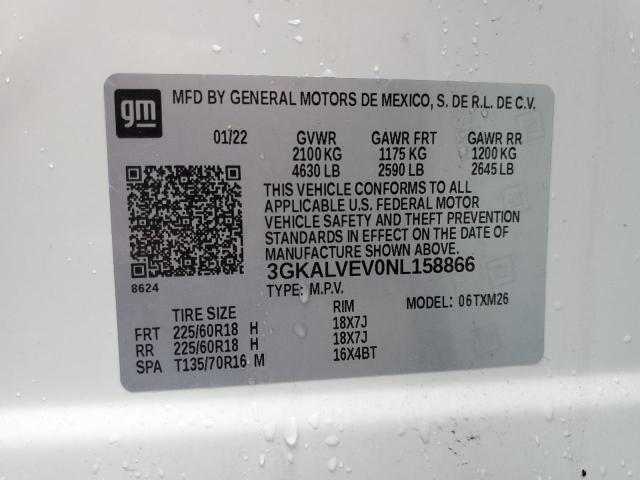 gm MFD BY GENERAL MOTORS DE MEXICO, S. DE R.L. DE C.V.
01/22 GVWR GAWR FRT GAWR RR
2100 KG 1175 KG 1200 KG
4630 LB 2590 LB 2645 LB
THIS VEHICLE CONFORMS TO ALL
APPLICABLE U.S. FEDERAL MOTOR
VEHICLE SAFETY AND THEFT PREVENTION
STANDARDS IN EFFECT ON THE DATE OF
MANUFACTURE SHOWN ABOVE.
3GKALVEV0NL158866
8624 TYPE: M.P.V.
TIRE SIZE RIM MODEL: 06TXM26
FRT 225/60R18 H 18X7J
RR 225/60R18 H 18X7J
SPA T135/70R16 M 16X4BT